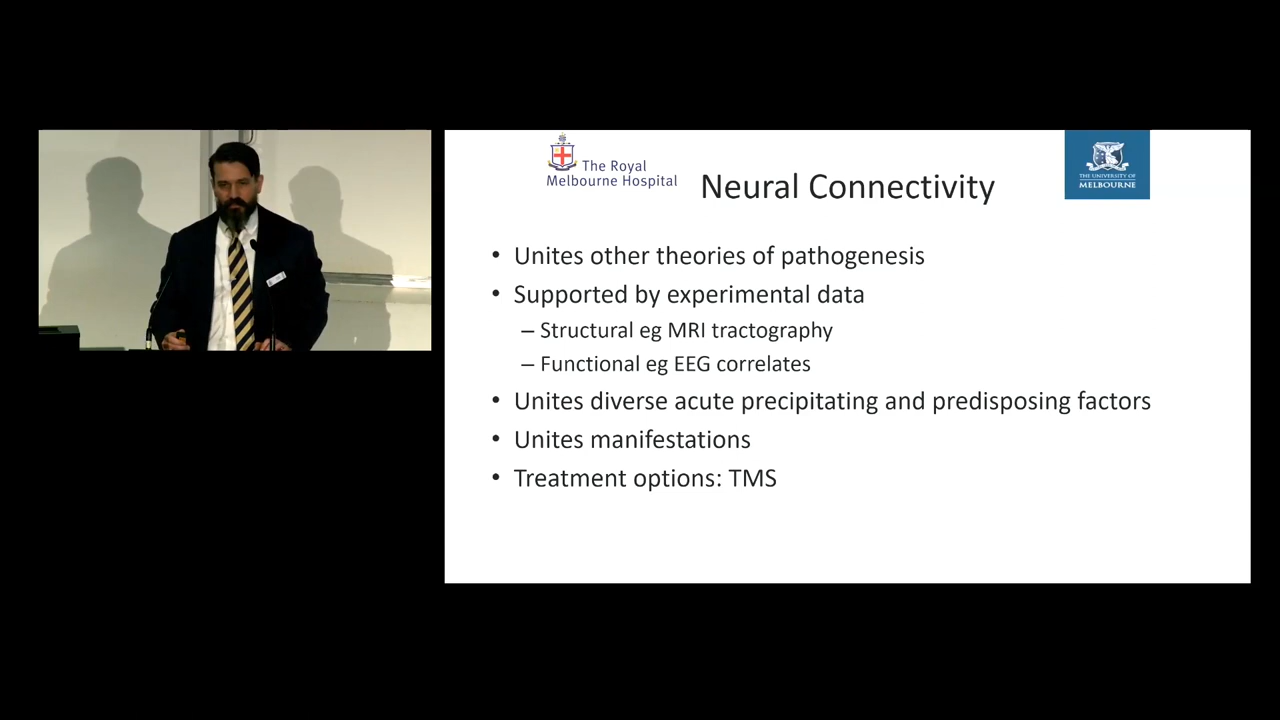 The Royal
Melbourne Hospital
Neural Connectivity
THE UNIVERSITY OF
MELBOURNE
• Unites other theories of pathogenesis
• Supported by experimental data
– Structural eg MRI tractography
– Functional eg EEG correlates
• Unites diverse acute precipitating and predisposing factors
• Unites manifestations
• Treatment options: TMS